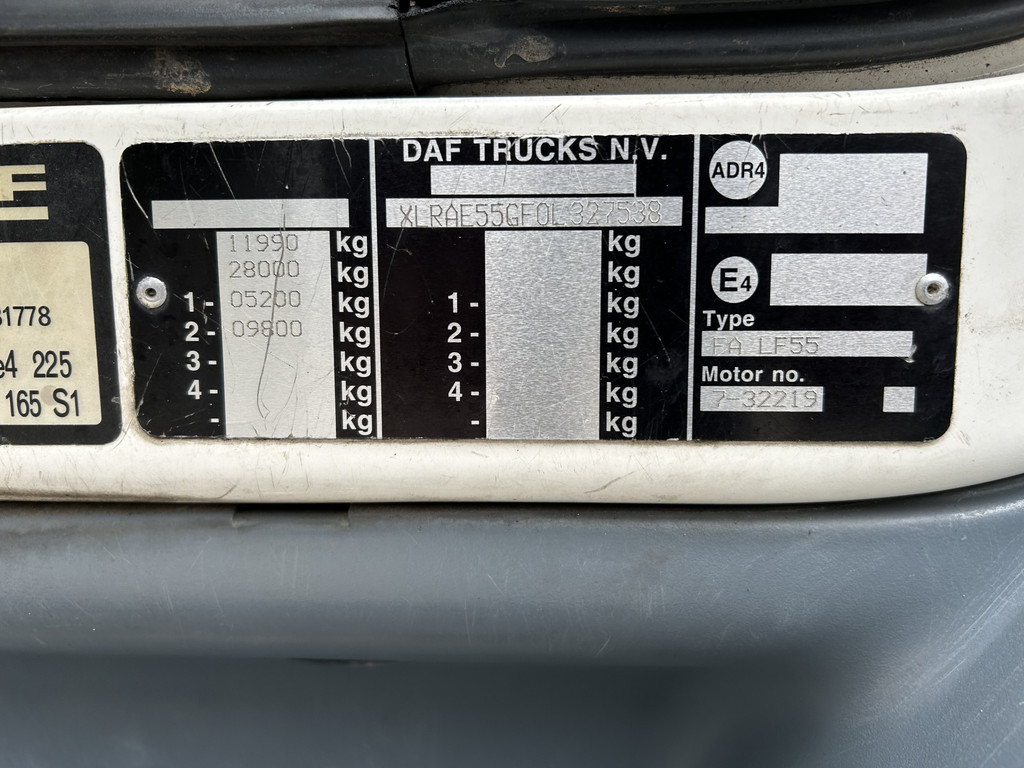 E
31778
e4 225
165 S1
11990 kg
28000 kg
1 - 05200 kg
2 - 09800 kg
3 - kg
4 - kg
- kg
DAF TRUCKS N.V.
XLRAE55GF0L327538
kg
kg
1 - kg
2 - kg
3 - kg
4 - kg
- kg
ADR4
E4
Type
FA LF55
Motor no.
7-32219